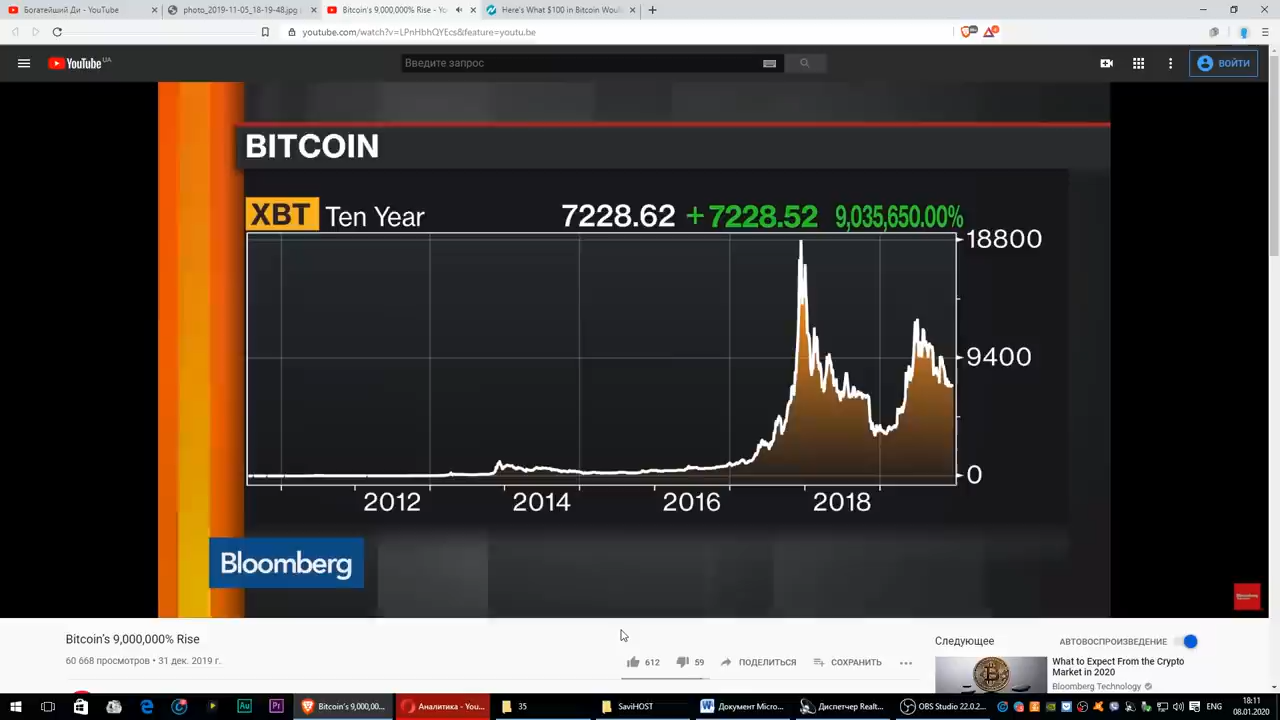 Богатейший Ди - YouTube
photo_2019-11-05_18-19-48.jpg
Bitcoin's 9,000,000% Rise - Yo
Here's What $100 in Bitcoin Woul
youtube.com/watch?v=LPnHbhQYEcs&feature=youtu.be
YouTube UA
Введите запрос
ВОЙТИ
BITCOIN
XBT Ten Year 7228.62 +7228.52 9,035,650.00%
18800
9400
0
2012 2014 2016 2018
Bloomberg
Bitcoin's 9,000,000% Rise
60 668 просмотров • 31 дек. 2019 г.
612 59 ПОДЕЛИТЬСЯ СОХРАНИТЬ
Следующее АВТОВОСПРОИЗВЕДЕНИЕ
What to Expect From the Crypto
Market in 2020
Bloomberg Technology
Au Pr Bitcoin's 9,000,00... Аналитика - You... 35 SaviHOST Документ Micro... Диспетчер Realt... OBS Studio 22.0.2... ENG
18:11
08.01.2020